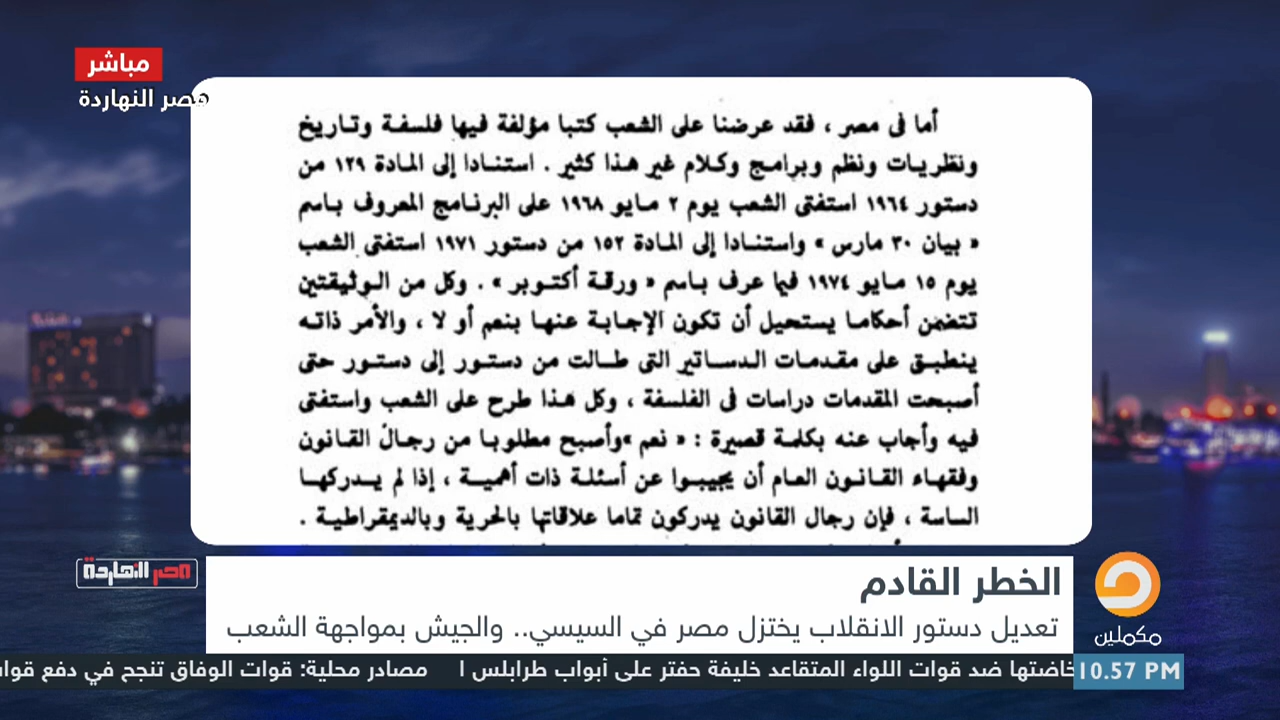 مباشر
مصر النهاردة
أما فى مصر ، فقد عرضنا على الشعب كتبا مؤلفة فيها فلسفة وتاريخ
ونظريات ونظم وبرامج وكلام غير هذا كثير . استنادا إلى المادة ١٢٩ من
دستور ١٩٦٤ استفتى الشعب يوم ٢ مايو ١٩٦٨ على البرنامج المعروف باسم
« بيان ٣٠ مارس » واستنادا إلى المادة ١٥٢ من دستور ١٩٧١ استفتى الشعب
يوم ١٥ مايو ١٩٧٤ فيما عرف باسم « ورقة أكتوبر » . وكل من الوثيقتين
تتضمن أحكاما يستحيل أن تكون الإجابة عنها بنعم أو لا ، والأمر ذاته
ينطبق على مقدمات الدساتير التى طالت من دستور إلى دستور حتى
أصبحت المقدمات دراسات فى الفلسفة ، وكل هذا طرح على الشعب واستفتى
فيه وأجاب عنه بكلمة قصيرة : « نعم »وأصبح مطلوبا من رجال القانون
وفقهاء القانون العام أن يجيبوا عن أسئلة ذات أهمية ، إذا لم يدركها
الساسة ، فإن رجال القانون يدركون تماما علاقاتها بالحرية وبالديمقراطية .
مصر النهاردة
الخطر القادم
تعديل دستور الانقلاب يختزل مصر في السيسي.. والجيش بمواجهة الشعب
مكملين
10.57 PM
خاضتها ضد قوات اللواء المتقاعد خليفة حفتر على أبواب طرابلس ا مصادر محلية: قوات الوفاق تنجح في دفع قوات